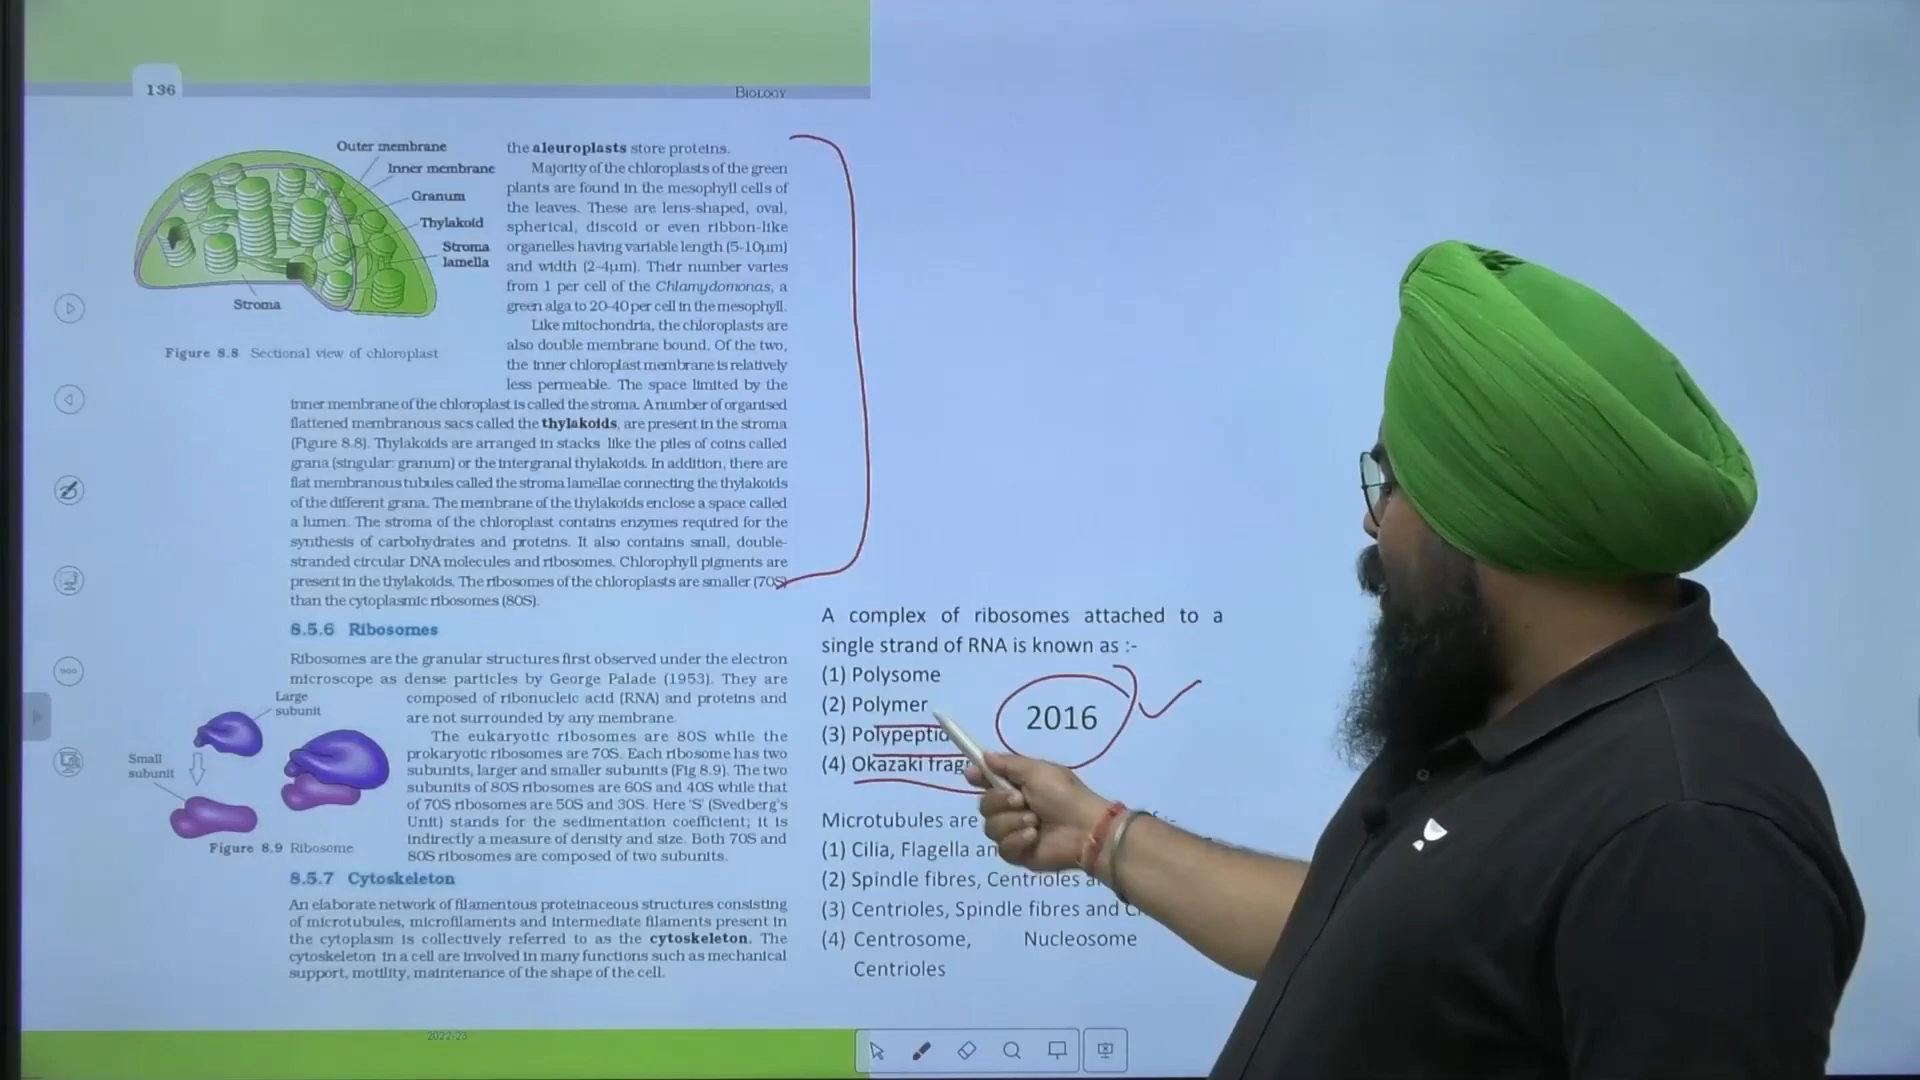 136
BIOLOGY
Outer membrane
Inner membrane
Granum
Thylakoid
Stroma
lamella
Stroma
Figure 8.8 Sectional view of chloroplast
the aleuroplasts store proteins.
Majority of the chloroplasts of the green
plants are found in the mesophyll cells of
the leaves. These are lens-shaped, oval,
spherical, discoid or even ribbon-like
organelles having variable length (5-10µm)
and width (2-4µm). Their number varies
from 1 per cell of the Chlamydomonas, a
green alga to 20-40 per cell in the mesophyll.
Like mitochondria, the chloroplasts are
also double membrane bound. Of the two,
the inner chloroplast membrane is relatively
less permeable. The space limited by the
inner membrane of the chloroplast is called the stroma. A number of organised
flattened membranous sacs called the thylakoids, are present in the stroma
(Figure 8.8). Thylakoids are arranged in stacks like the piles of coins called
grana (singular: granum) or the intergranal thylakoids. In addition, there are
flat membranous tubules called the stroma lamellae connecting the thylakoids
of the different grana. The membrane of the thylakoids enclose a space called
a lumen. The stroma of the chloroplast contains enzymes required for the
synthesis of carbohydrates and proteins. It also contains small, double-
stranded circular DNA molecules and ribosomes. Chlorophyll pigments are
present in the thylakoids. The ribosomes of the chloroplasts are smaller (70S)
than the cytoplasmic ribosomes (80S).
8.5.6 Ribosomes
Ribosomes are the granular structures first observed under the electron
microscope as dense particles by George Palade (1953). They are
composed of ribonucleic acid (RNA) and proteins and
are not surrounded by any membrane.
The eukaryotic ribosomes are 80S while the
prokaryotic ribosomes are 70S. Each ribosome has two
subunits, larger and smaller subunits (Fig 8.9). The two
subunits of 80S ribosomes are 60S and 40S while that
of 70S ribosomes are 50S and 30S. Here 'S' (Svedberg's
Unit) stands for the sedimentation coefficient; it is
indirectly a measure of density and size. Both 70S and
80S ribosomes are composed of two subunits.
Large
subunit
Small
subunit
Figure 8.9 Ribosome
8.5.7 Cytoskeleton
An elaborate network of filamentous proteinaceous structures consisting
of microtubules, microfilaments and intermediate filaments present in
the cytoplasm is collectively referred to as the cytoskeleton. The
cytoskeleton in a cell are involved in many functions such as mechanical
support, motility, maintenance of the shape of the cell.
2022-23
A complex of ribosomes attached to a
single strand of RNA is known as :-
(1) Polysome
(2) Polymer
(3) Polypeptid
(4) Okazaki frag
2016
Microtubules are
(1) Cilia, Flagella an
(2) Spindle fibres, Centrioles
(3) Centrioles, Spindle fibres and
(4) Centrosome, Nucleosome
Centrioles